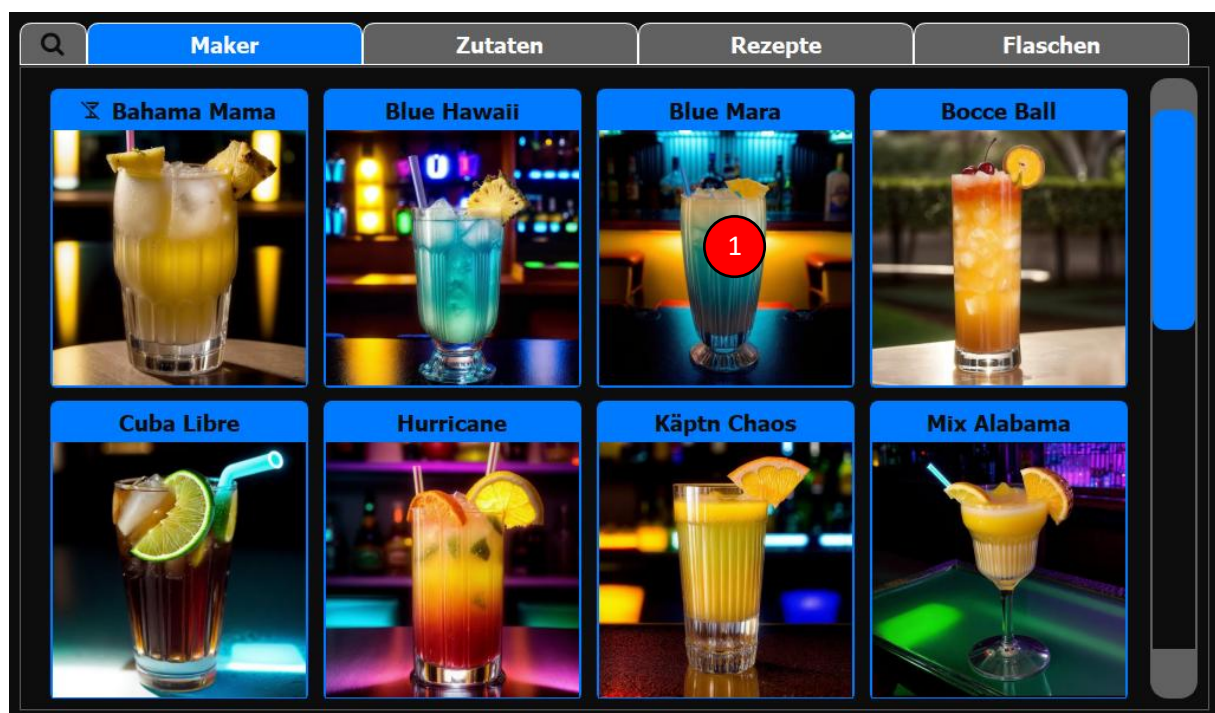 Maker Zutaten Rezepte Flaschen
Bahama Mama Blue Hawaii Blue Mara Bocce Ball
1
Cuba Libre Hurricane Käptn Chaos Mix Alabama